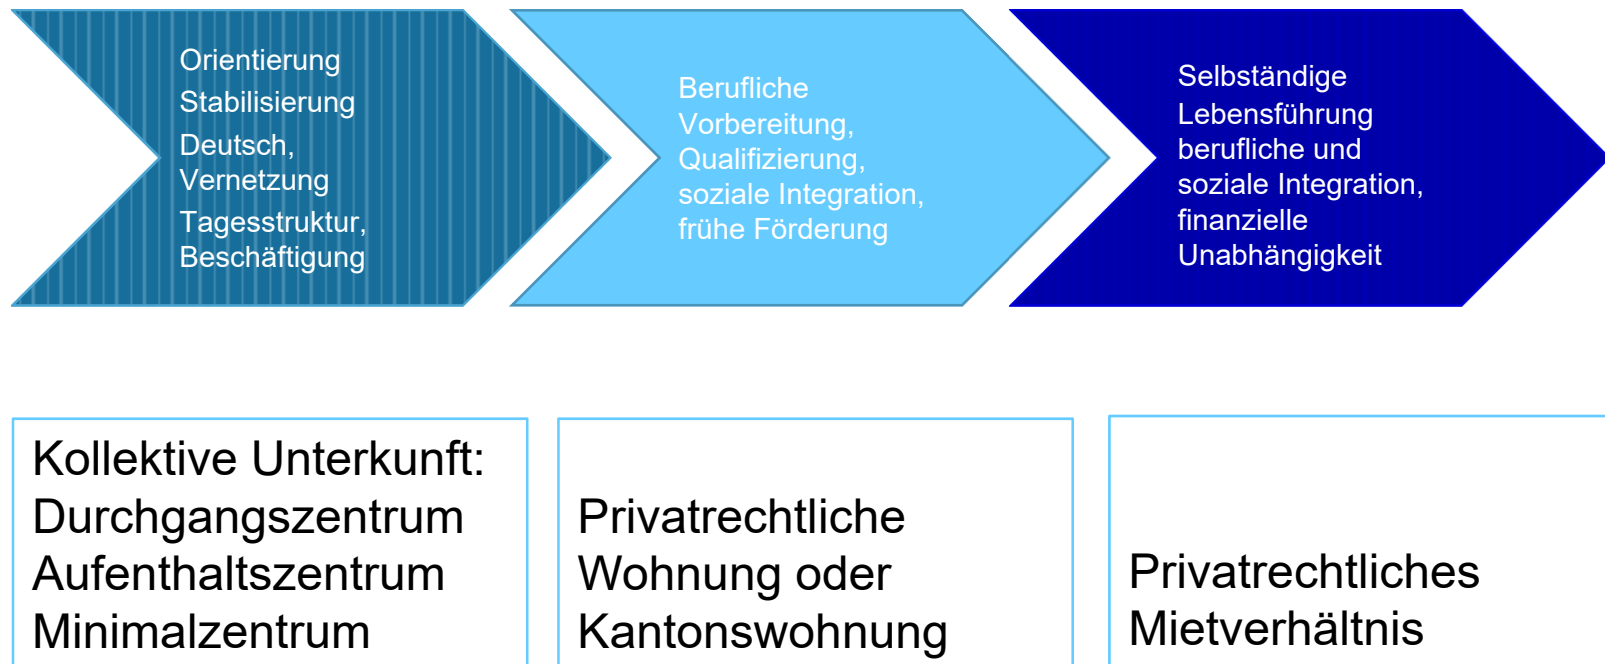 Orientierung
Stabilisierung
Deutsch,
Vernetzung
Tagesstruktur,
Beschäftigung
Berufliche
Vorbereitung,
Qualifizierung,
soziale Integration,
frühe Förderung
Selbständige
Lebensführung
berufliche und
soziale Integration,
finanzielle
Unabhängigkeit
Kollektive Unterkunft:
Durchgangszentrum
Aufenthaltszentrum
Minimalzentrum
Privatrechtliche
Wohnung oder
Kantonswohnung
Privatrechtliches
Mietverhältnis